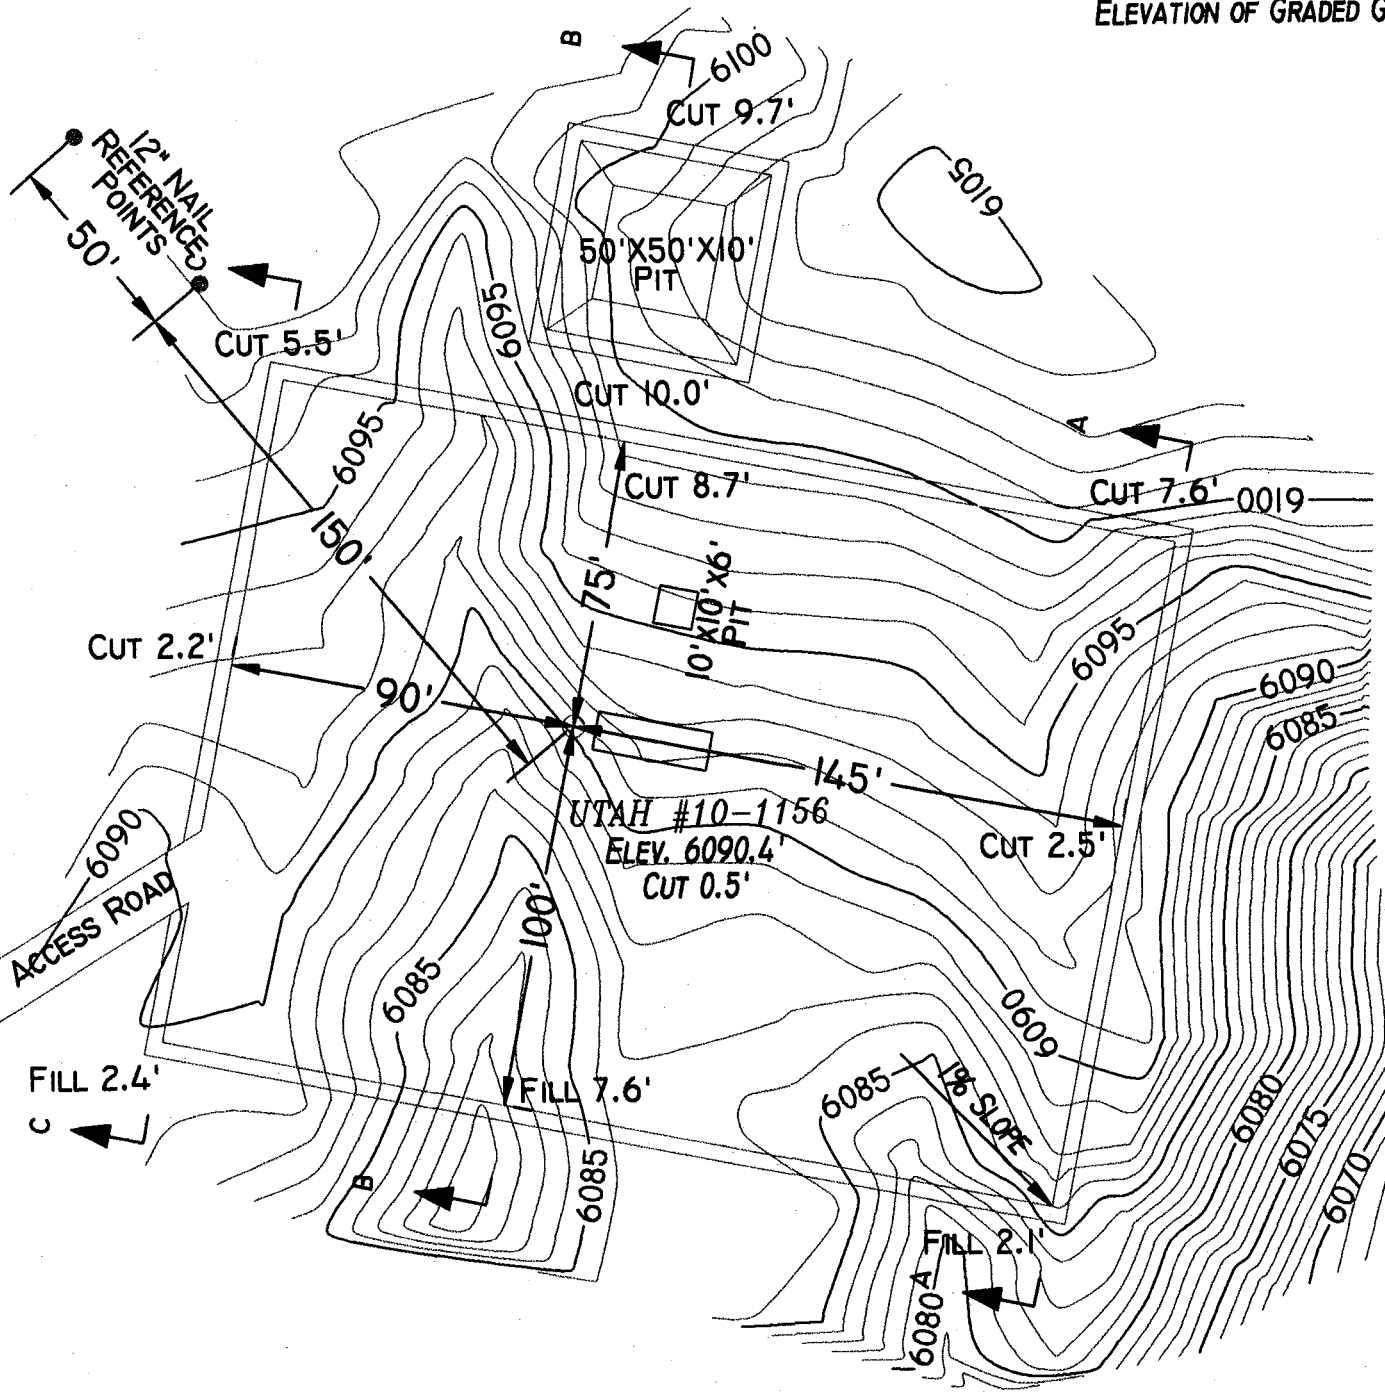 ELEVATION OF GRADED G
B
6100
CUT 9.7'
12" NAIL
REFERENCE
POINTS
50'
6105
50'X50'X10'
PIT
6095
CUT 5.5'
CUT 10.0'
A
6095
CUT 8.7'
CUT 7.6'
6100
150'
75'
10'X10'X6'
PIT
CUT 2.2'
6095
90'
6090
6085
145'
UTAH #10-1156
ELEV. 6090.4'
CUT 0.5'
CUT 2.5'
6090
ACCESS ROAD
100'
6085
6090
FILL 2.4'
C
FILL 7.6'
6085
1% SLOPE
6080
6075
6070
B
6085
FILL 2.1'
A
6080